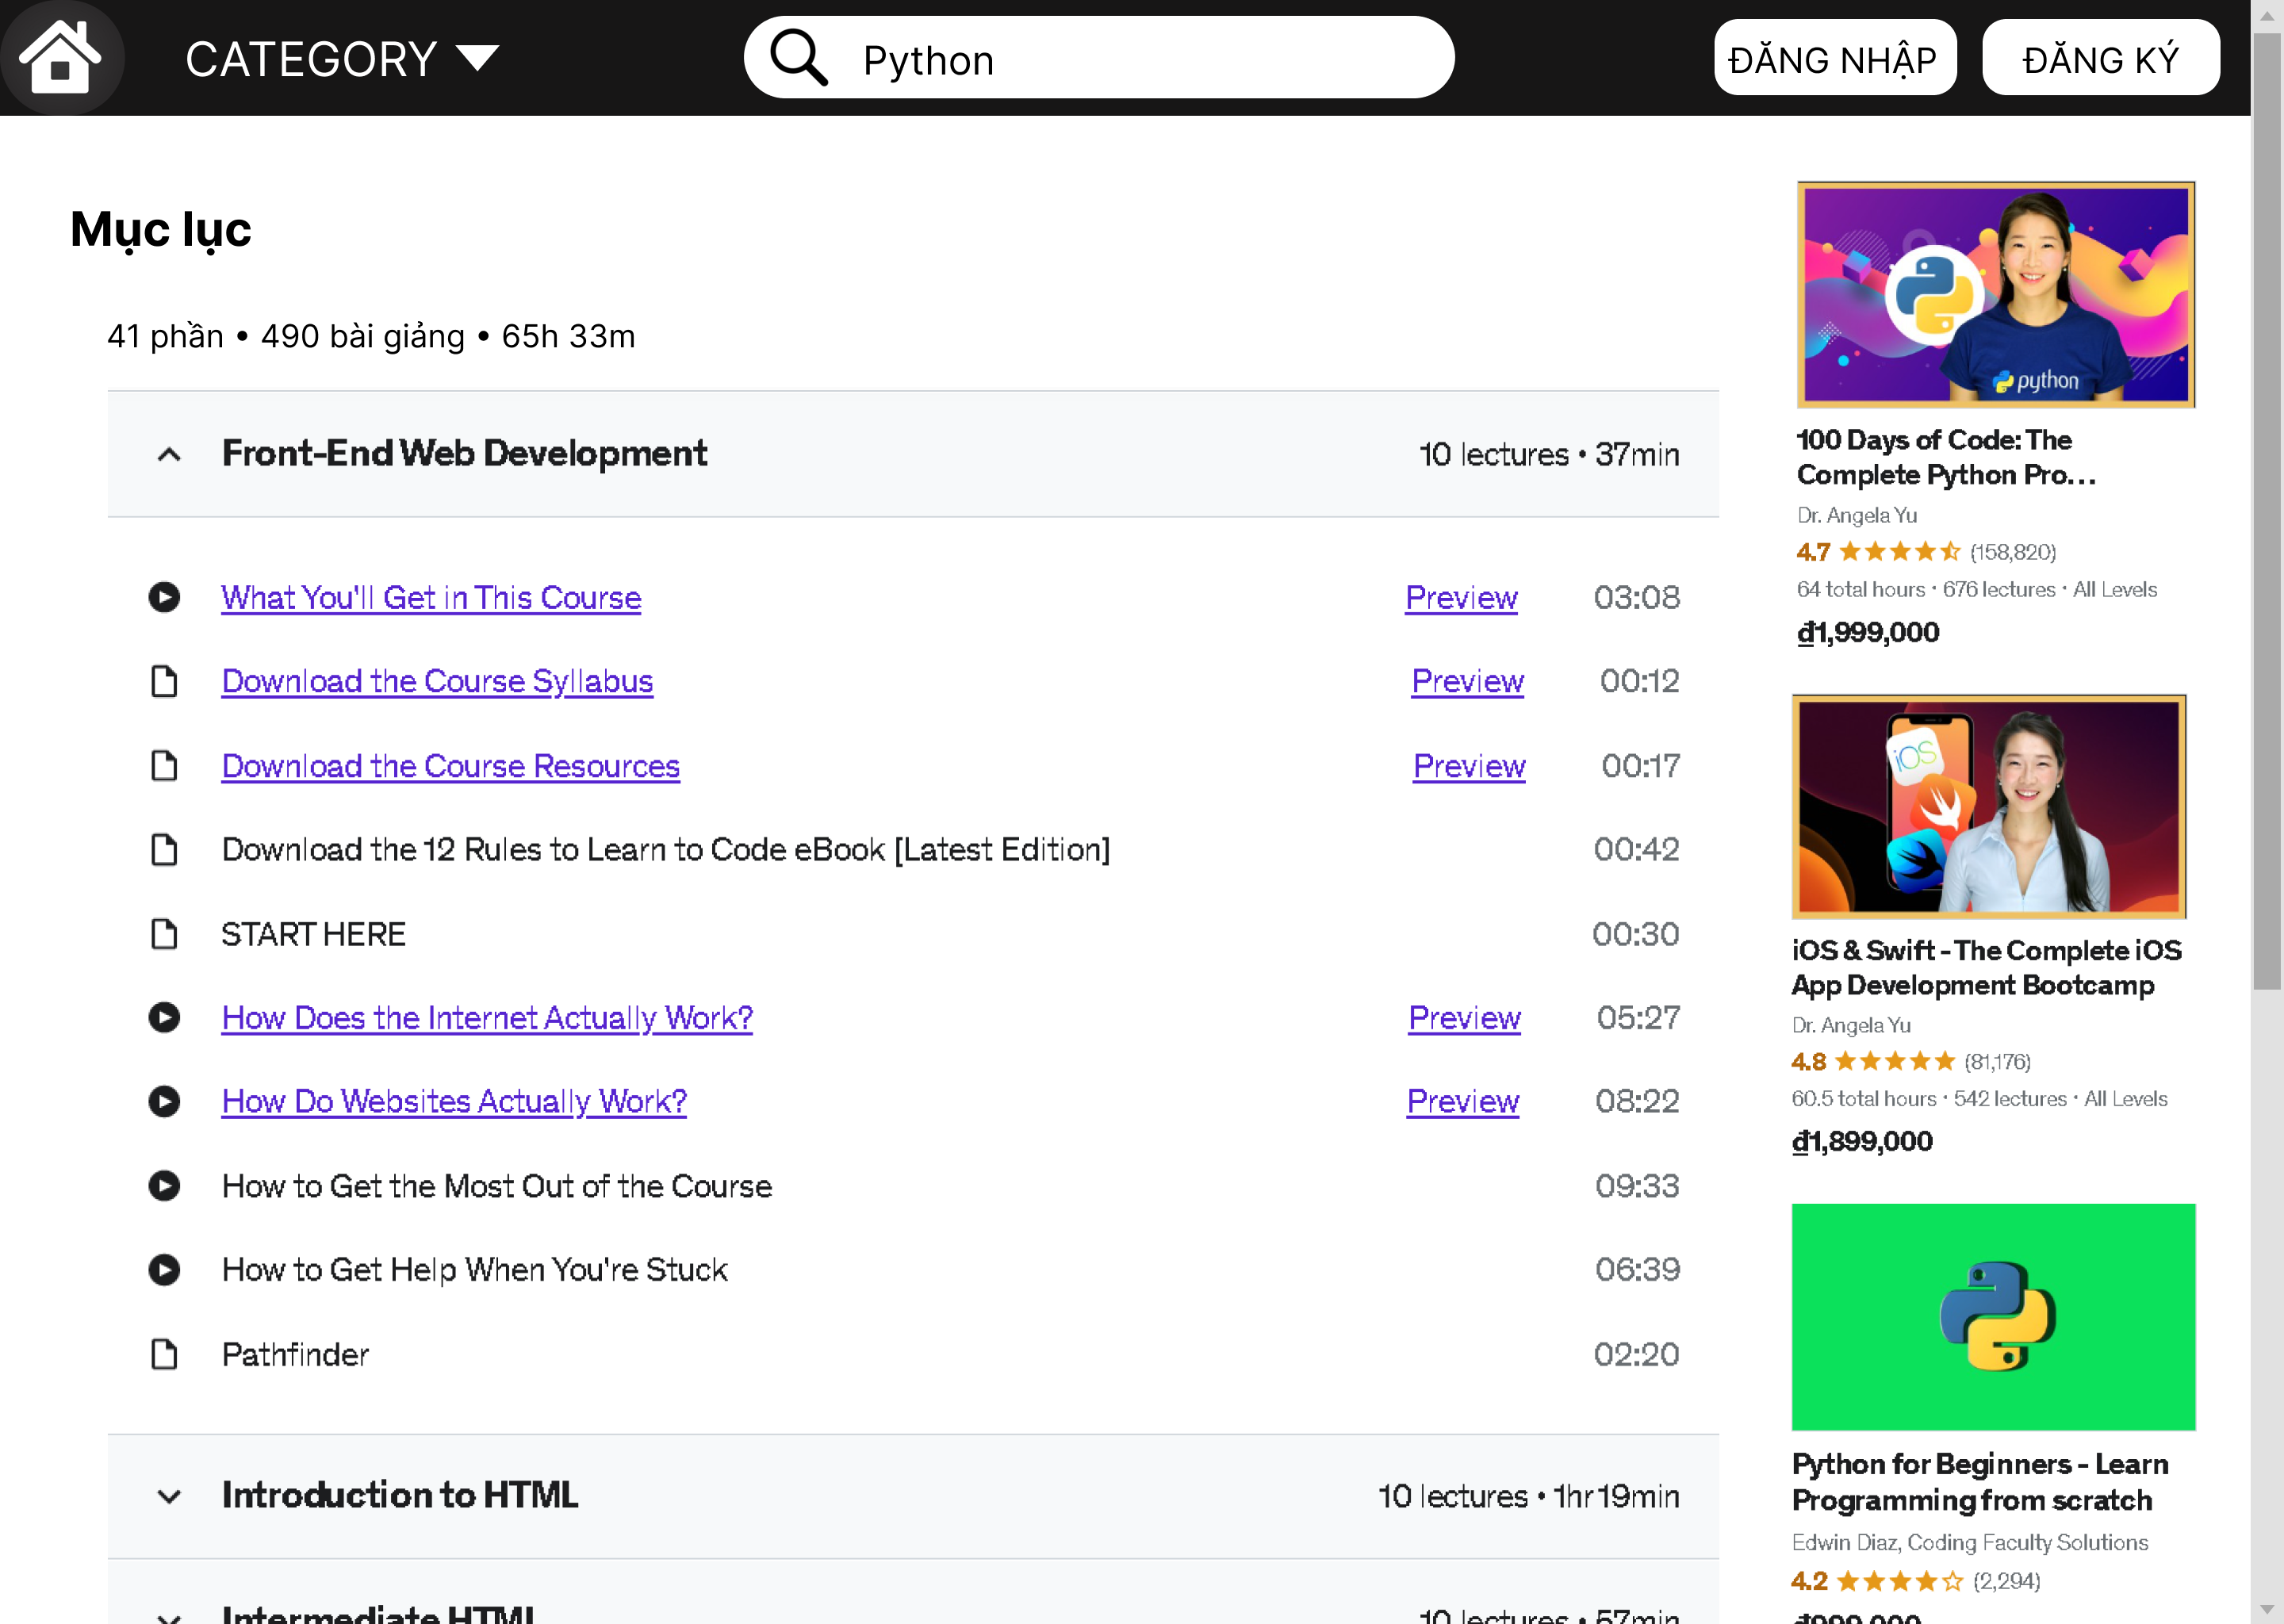 CATEGORY
Python
ĐĂNG NHẬP
ĐĂNG KÝ
Mục lục
41 phần • 490 bài giảng • 65h 33m
Front-End Web Development 10 lectures • 37min
What You'll Get in This Course Preview 03:08
Download the Course Syllabus Preview 00:12
Download the Course Resources Preview 00:17
Download the 12 Rules to Learn to Code eBook [Latest Edition] 00:42
START HERE 00:30
How Does the Internet Actually Work? Preview 05:27
How Do Websites Actually Work? Preview 08:22
How to Get the Most Out of the Course 09:33
How to Get Help When You're Stuck 06:39
Pathfinder 02:20
Introduction to HTML 10 lectures • 1hr 19min
Intermediate HTML 10 lectures • 57min
python
100 Days of Code: The
Complete Python Pro...
Dr. Angela Yu
4.7 (158,820)
64 total hours • 676 lectures • All Levels
₫1,999,000
iOS
iOS & Swift - The Complete iOS
App Development Bootcamp
Dr. Angela Yu
4.8 (81,176)
60.5 total hours • 542 lectures • All Levels
₫1,899,000
Python for Beginners - Learn
Programming from scratch
Edwin Diaz, Coding Faculty Solutions
4.2 (2,294)
₫999,000